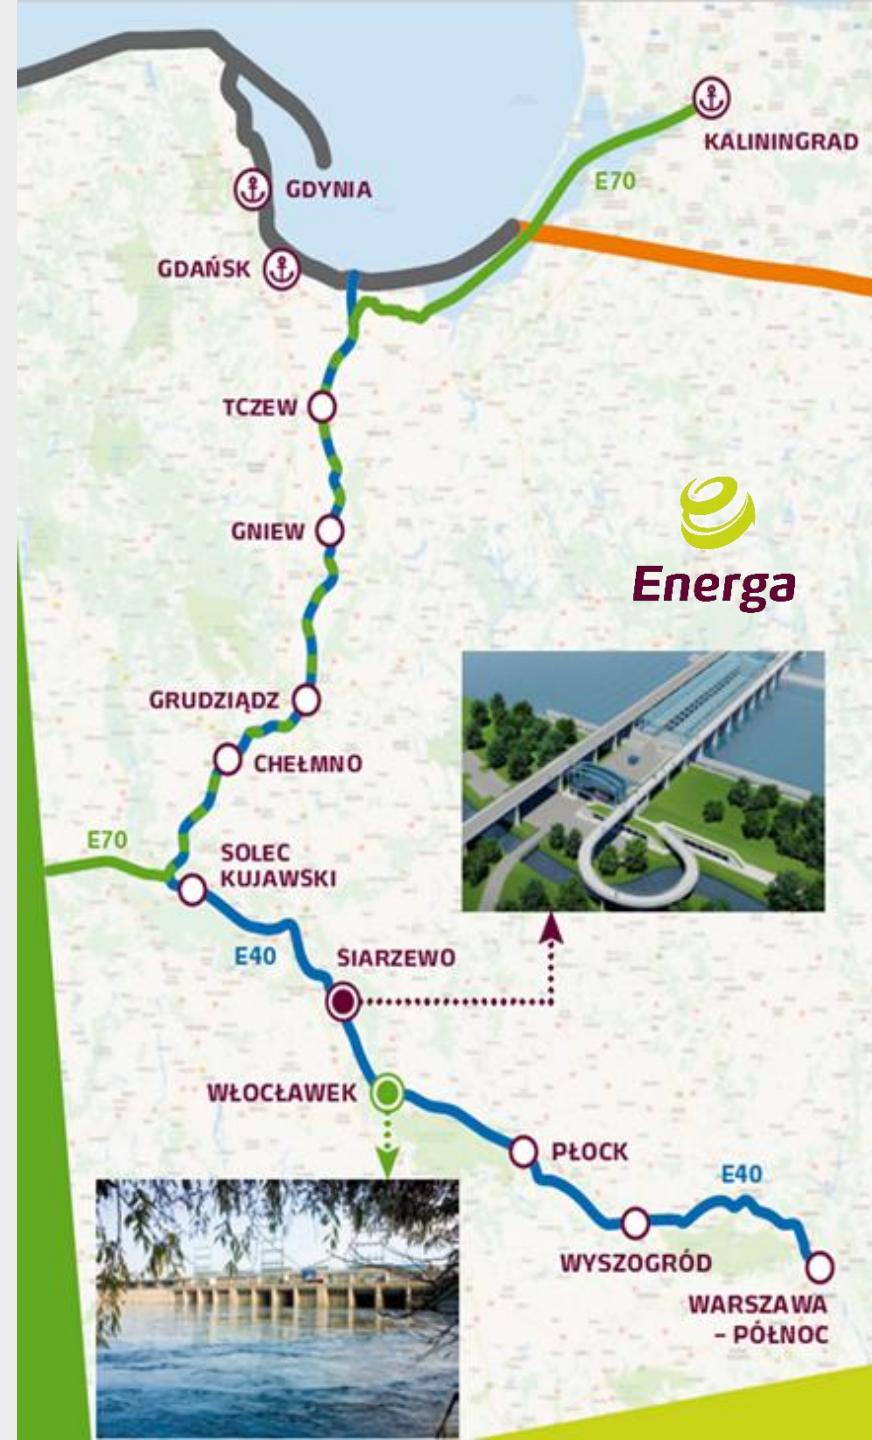 KALININGRAD
E70
GDYNIA
GDAŃSK
TCZEW
GNIEW
Energa
GRUDZIĄDZ
CHEŁMNO
E70
SOLEC
KUJAWSKI
E40
SIARZEWO
WŁOCŁAWEK
PŁOCK
E40
WYSZOGRÓD
WARSZAWA
– PÓŁNOC